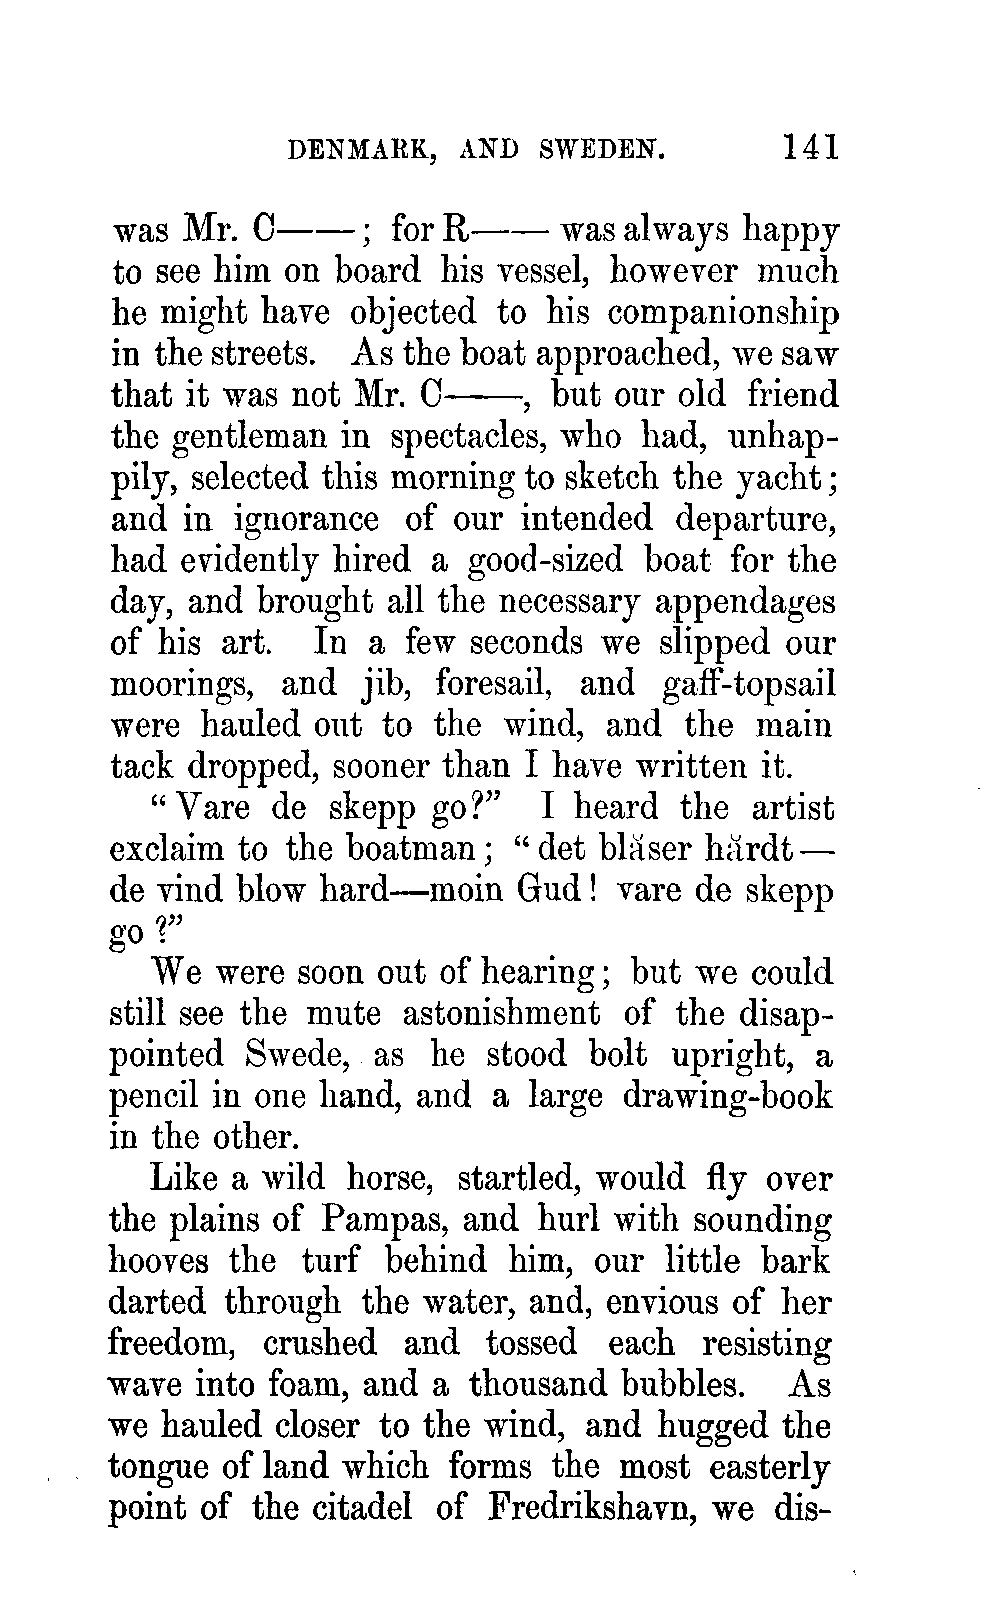 DENMARK, AND SWEDEN. 141
was Mr. C——; for R—— was always happy
to see him on board his vessel, however much
he might have objected to his companionship
in the streets. As the boat approached, we saw
that it was not Mr. C——, but our old friend
the gentleman in spectacles, who had, unhap-
pily, selected this morning to sketch the yacht;
and in ignorance of our intended departure,
had evidently hired a good-sized boat for the
day, and brought all the necessary appendages
of his art. In a few seconds we slipped our
moorings, and jib, foresail, and gaff-topsail
were hauled out to the wind, and the main
tack dropped, sooner than I have written it.
“Vare de skepp go?” I heard the artist
exclaim to the boatman; “det bläser härdt—
de vind blow hard—moin Gud! vare de skepp
go?”
We were soon out of hearing; but we could
still see the mute astonishment of the disap-
pointed Swede, as he stood bolt upright, a
pencil in one hand, and a large drawing-book
in the other.
Like a wild horse, startled, would fly over
the plains of Pampas, and hurl with sounding
hooves the turf behind him, our little bark
darted through the water, and, envious of her
freedom, crushed and tossed each resisting
wave into foam, and a thousand bubbles. As
we hauled closer to the wind, and hugged the
tongue of land which forms the most easterly
point of the citadel of Fredrikshavn, we dis-